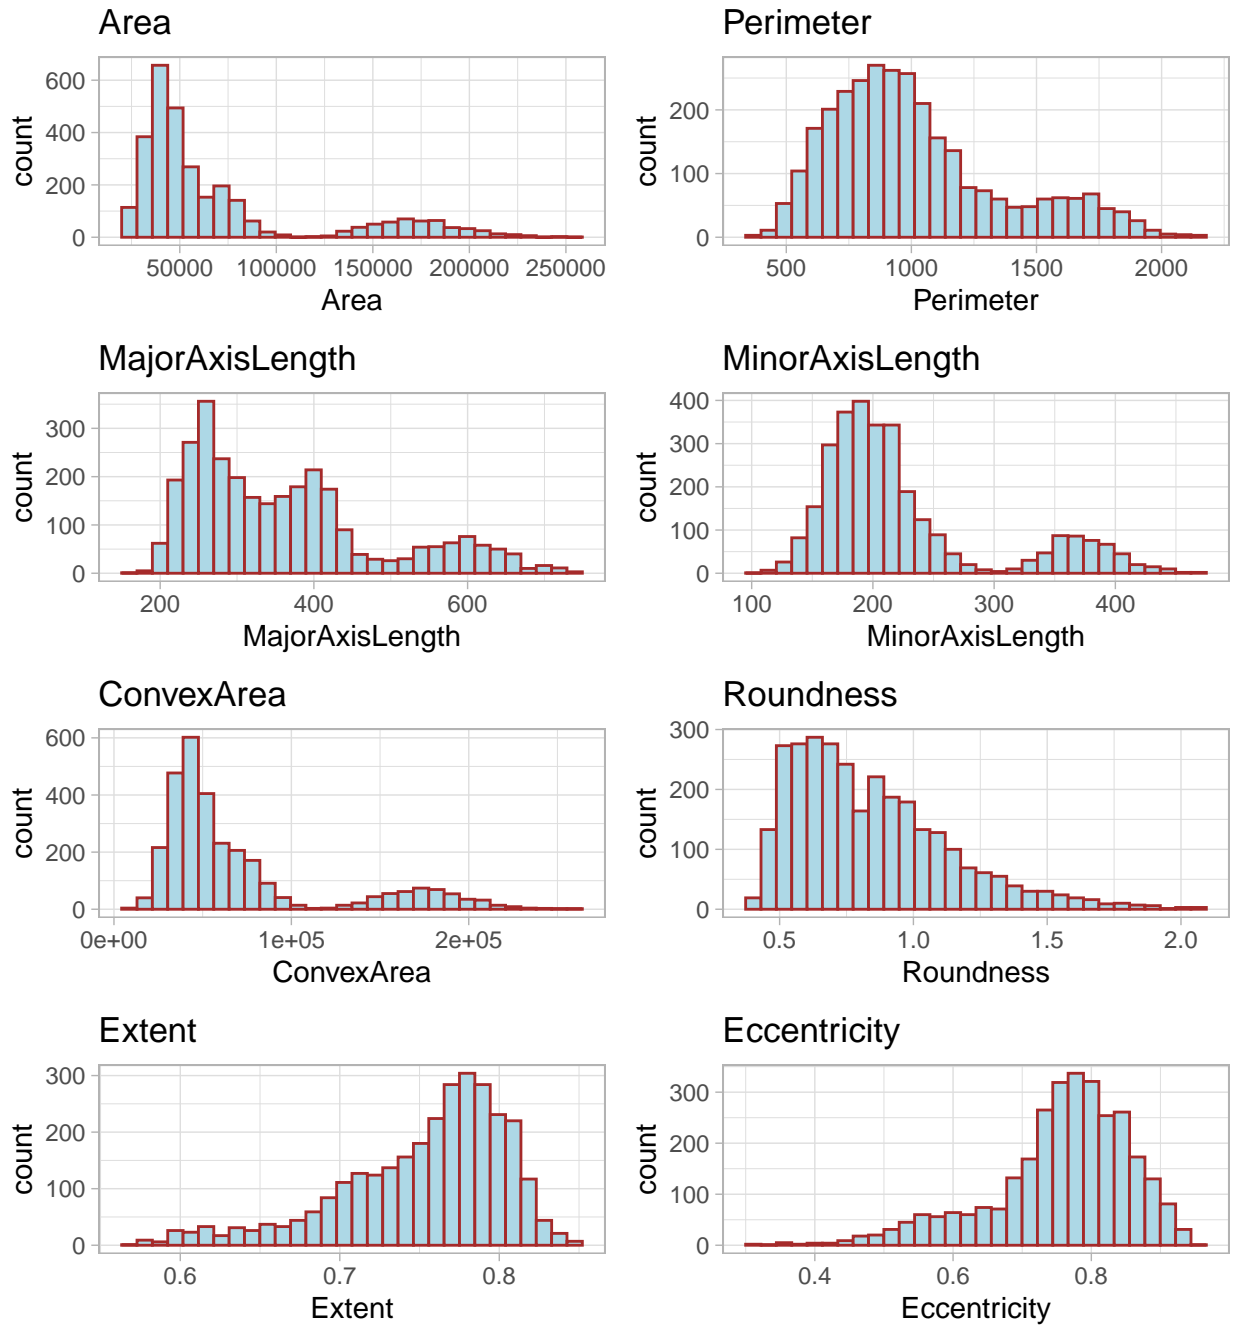 Area
count
600
400
200
0
50000 100000 150000 200000 250000
Area
Perimeter
count
200
100
0
500 1000 1500 2000
Perimeter
MajorAxisLength
count
300
200
100
0
200 400 600
MajorAxisLength
MinorAxisLength
count
400
300
200
100
0
100 200 300 400
MinorAxisLength
ConvexArea
count
600
400
200
0
0e+00 1e+05 2e+05
ConvexArea
Roundness
count
300
200
100
0
0.5 1.0 1.5 2.0
Roundness
Extent
count
300
200
100
0
0.6 0.7 0.8
Extent
Eccentricity
count
300
200
100
0
0.4 0.6 0.8
Eccentricity